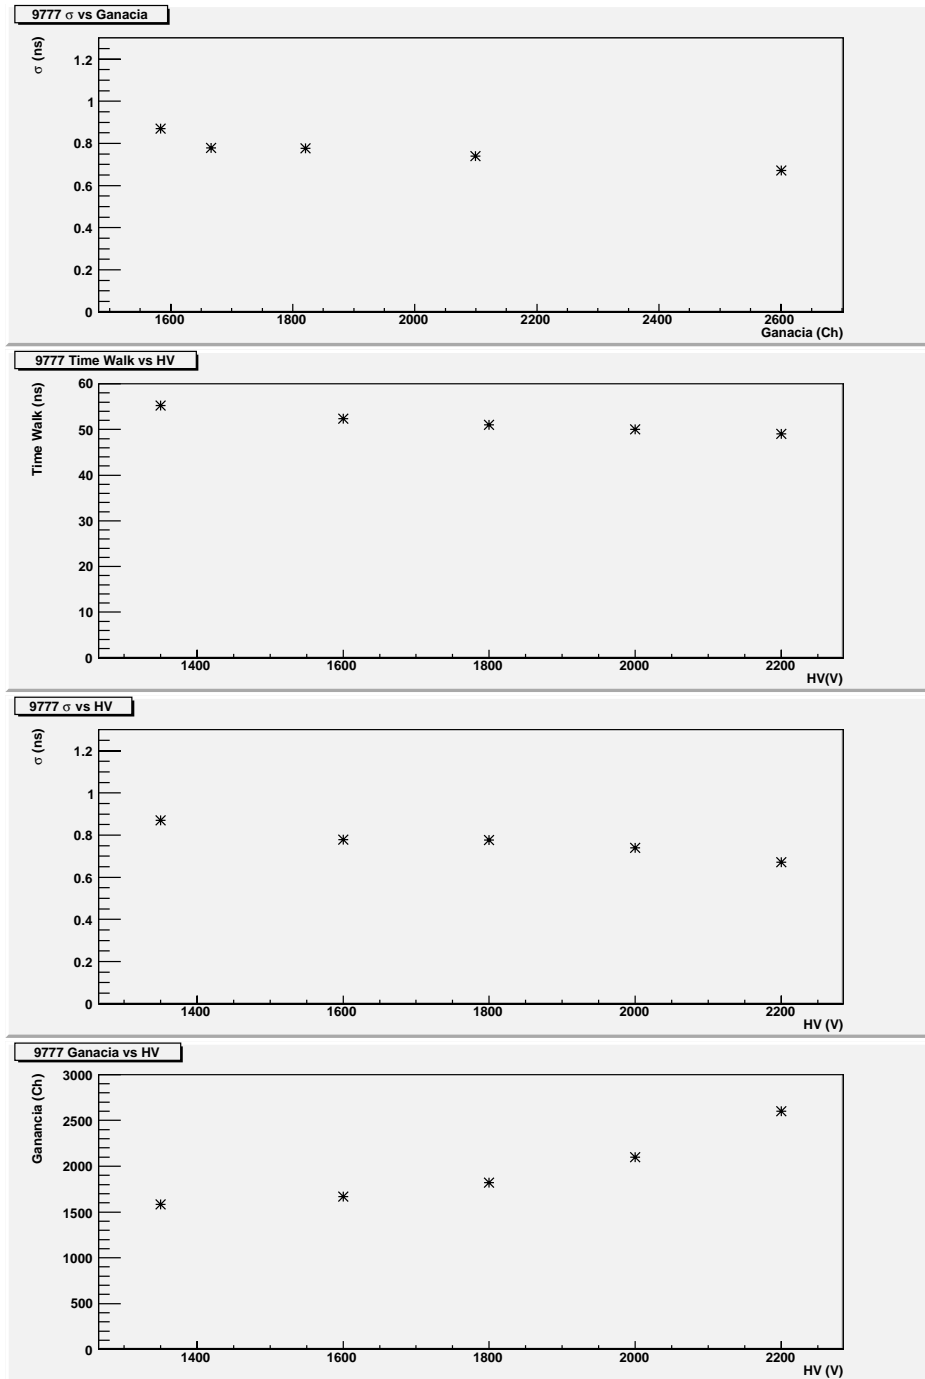 9777 σ vs Ganacia
σ (ns)
1.2
1
0.8
0.6
0.4
0.2
0
1600 1800 2000 2200 2400 2600
Ganacia (Ch)
9777 Time Walk vs HV
Time Walk (ns)
60
50
40
30
20
10
0
1400 1600 1800 2000 2200
HV(V)
9777 σ vs HV
σ (ns)
1.2
1
0.8
0.6
0.4
0.2
0
1400 1600 1800 2000 2200
HV (V)
9777 Ganacia vs HV
Ganancia (Ch)
3000
2500
2000
1500
1000
500
0
1400 1600 1800 2000 2200
HV (V)